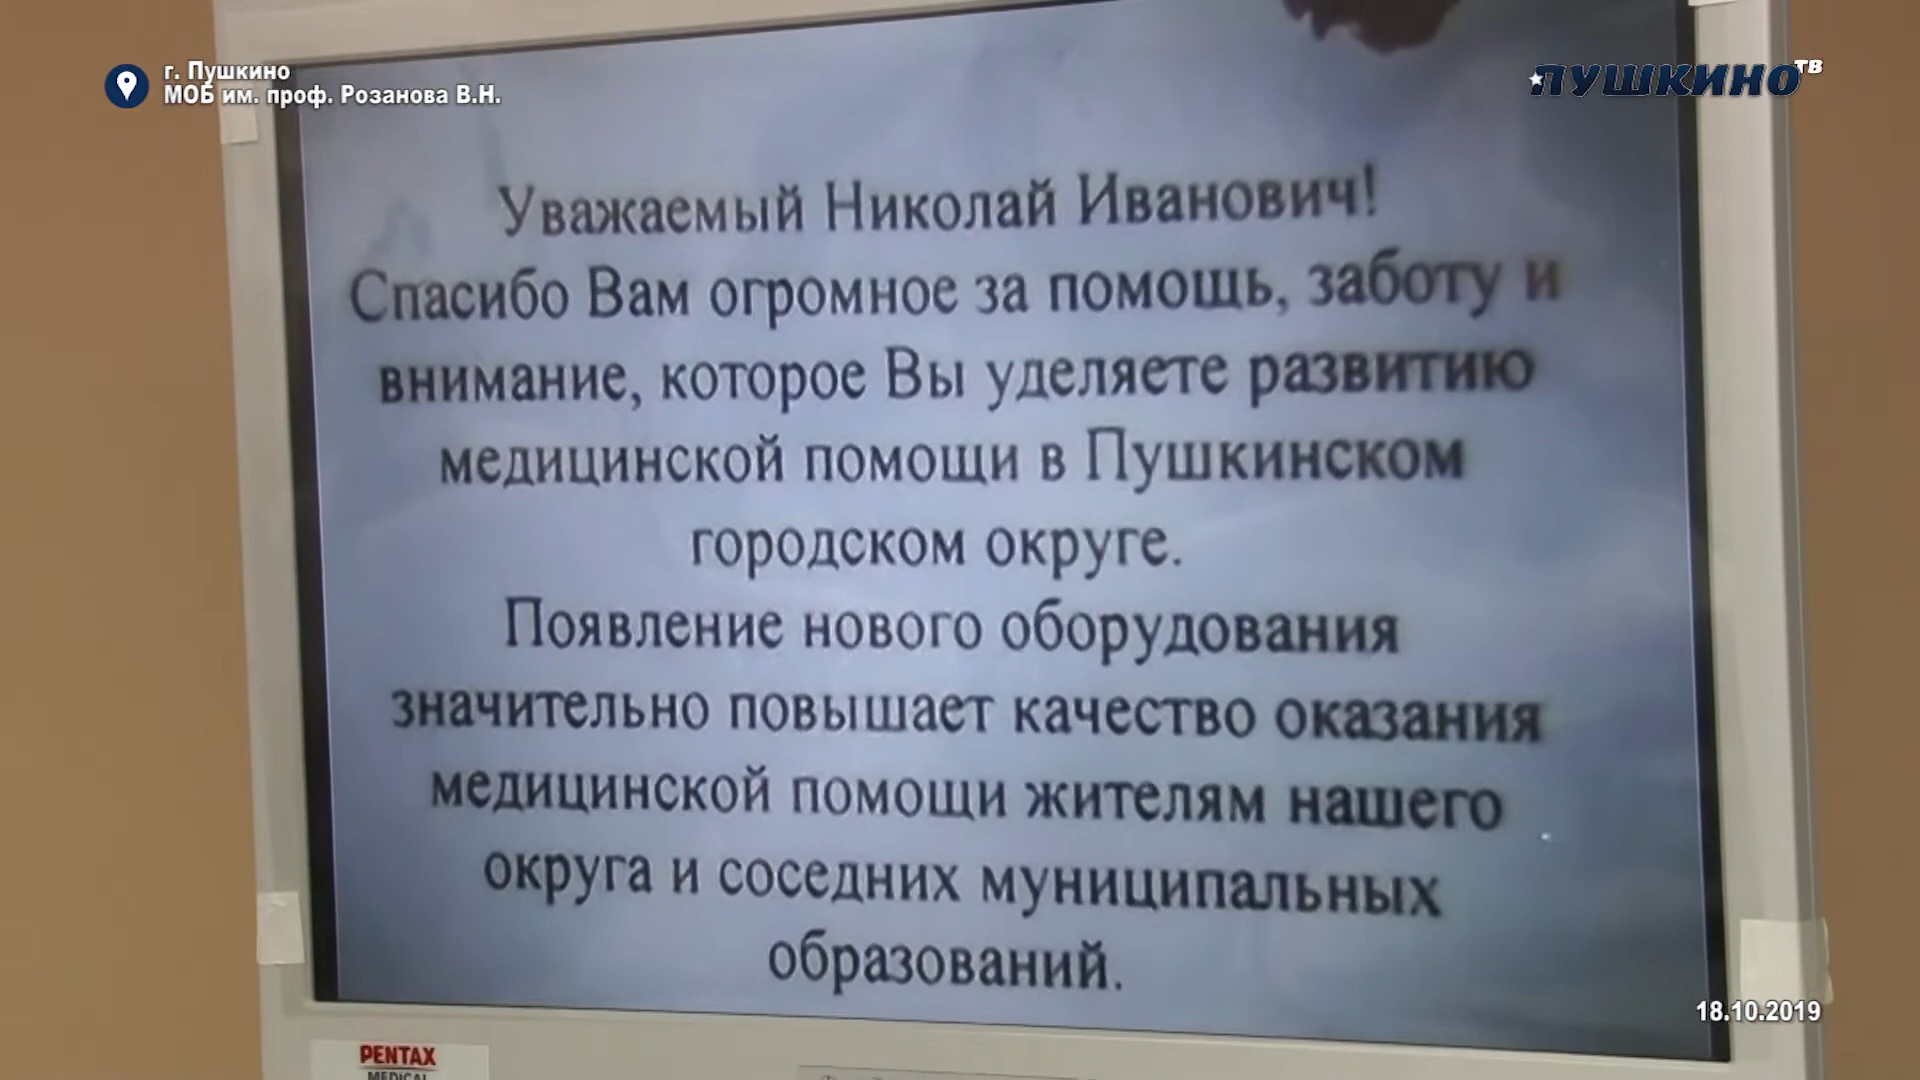 г. Пушкино
МОБ им. проф. Розанова В.Н.
ПУШКИНО ТВ
Уважаемый Николай Иванович!
Спасибо Вам огромное за помощь, заботу и
внимание, которое Вы уделяете развитию
медицинской помощи в Пушкинском
городском округе.
Появление нового оборудования
значительно повышает качество оказания
медицинской помощи жителям нашего
округа и соседних муниципальных
образований.
18.10.2019
PENTAX
MEDICAL